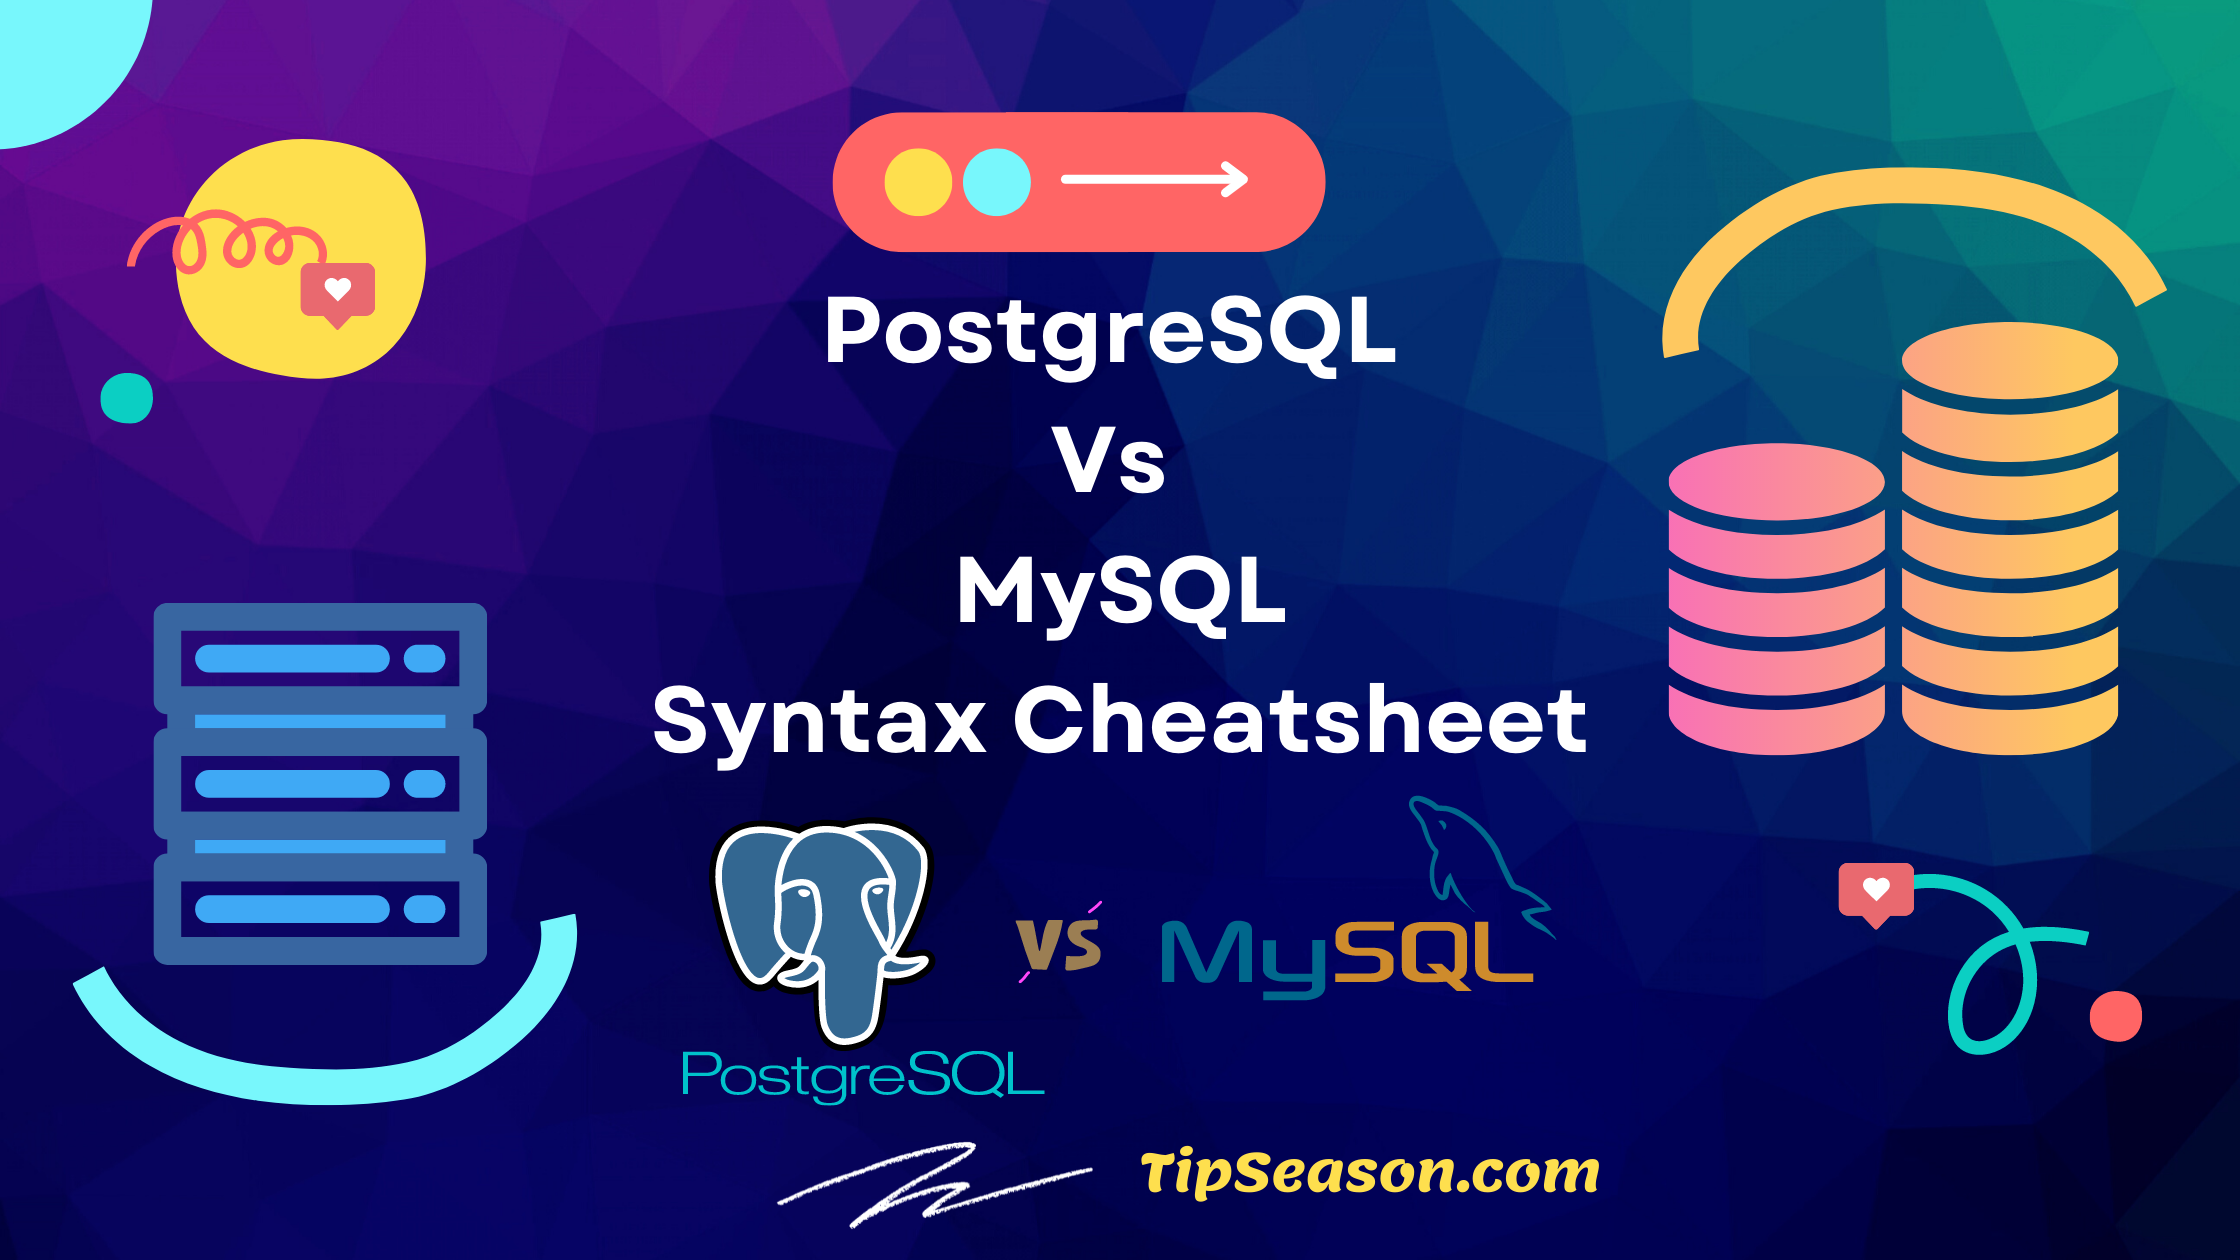 PostgreSQL
Vs
MySQL
Syntax Cheatsheet
VS
MySQL
PostgreSQL
TipSeason.com